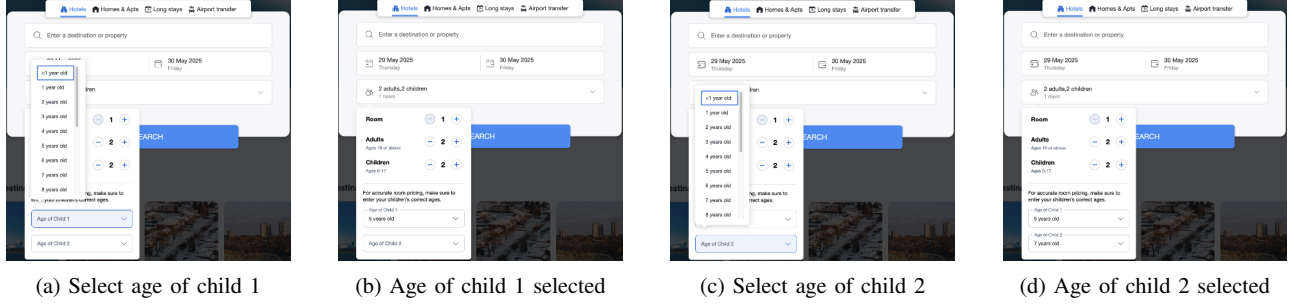 Hotels Homes & Apts Long stays Airport transfer
Enter a destination or property
<1 year old
1 year old
2 years old
3 years old
4 years old
5 years old
6 years old
7 years old
8 years old
1
2
2
EARCH
Age of Child 1
Age of Child 2
(a) Select age of child 1
Hotels Homes & Apts Long stays Airport transfer
Enter a destination or property
29 May 2025
Thursday
30 May 2025
Friday
2 adults,2 children
1 room
Room
1
Adults
Ages 18 or above
2
Children
Ages 0-17
2
EARCH
For accurate room pricing, make sure to
enter your children's correct ages.
Age of Child 1
5 years old
Age of Child 2
(b) Age of child 1 selected
Hotels Homes & Apts Long stays Airport transfer
Enter a destination or property
29 May 2025
Thursday
30 May 2025
Friday
<1 year old
1 year old
2 years old
3 years old
4 years old
5 years old
6 years old
7 years old
8 years old
1
2
2
EARCH
Age of Child 2
(c) Select age of child 2
Hotels Homes & Apts Long stays Airport transfer
Enter a destination or property
29 May 2025
Thursday
30 May 2025
Friday
2 adults,2 children
1 room
Room
1
Adults
Ages 18 or above
2
Children
Ages 0-17
2
EARCH
For accurate room pricing, make sure to
enter your children's correct ages.
Age of Child 1
5 years old
Age of Child 2
7 years old
(d) Age of child 2 selected